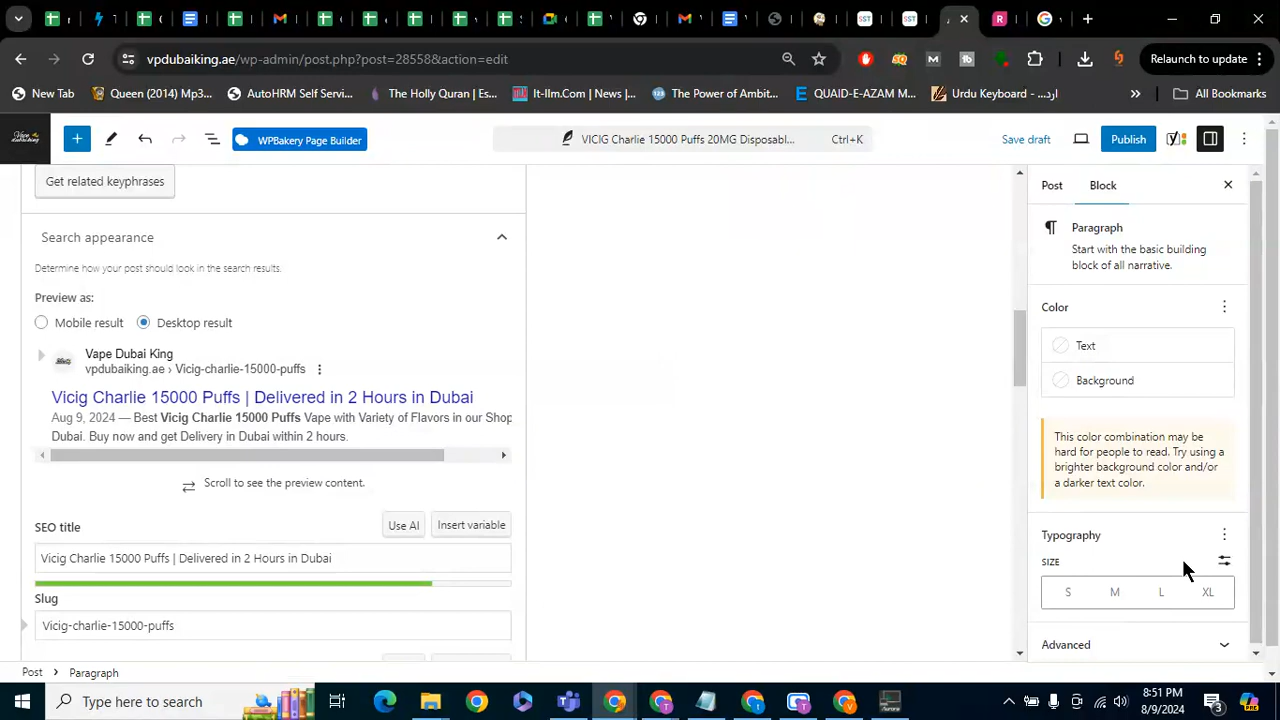 vpdubaiking.ae/wp-admin/post.php?post=28558&action=edit
Relaunch to update
New Tab
Queen (2014) Mp3...
AutoHRM Self Servi...
The Holly Quran | Es...
It-Ilm.Com | News |...
The Power of Ambit...
QUAID-E-AZAM M...
Urdu Keyboard - اردو...
All Bookmarks
WPBakery Page Builder
VICIG Charlie 15000 Puffs 20MG Disposabl...
Ctrl+K
Save draft
Publish
Get related keyphrases
Search appearance
Determine how your post should look in the search results.
Preview as:
Mobile result
Desktop result
Vape Dubai King
vpdubaiking.ae › Vicig-charlie-15000-puffs
Vicig Charlie 15000 Puffs | Delivered in 2 Hours in Dubai
Aug 9, 2024 — Best Vicig Charlie 15000 Puffs Vape with Variety of Flavors in our Shop
Dubai. Buy now and get Delivery in Dubai within 2 hours.
Scroll to see the preview content.
SEO title
Use AI
Insert variable
Vicig Charlie 15000 Puffs | Delivered in 2 Hours in Dubai
Slug
Vicig-charlie-15000-puffs
Post
Block
Paragraph
Start with the basic building
block of all narrative.
Color
Text
Background
This color combination may be
hard for people to read. Try using a
brighter background color and/or
a darker text color.
Typography
SIZE
S M L XL
Advanced
Post › Paragraph
Type here to search
8:51 PM
8/9/2024
3